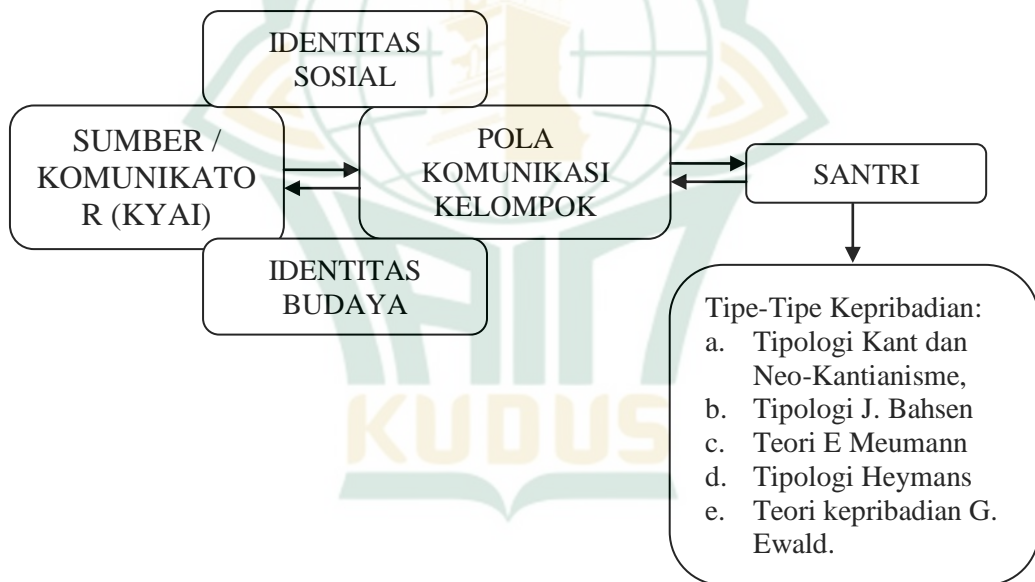 IDENTITAS
SOSIAL
SUMBER /
KOMUNIKATO
R (KYAI)
POLA
KOMUNIKASI
KELOMPOK
SANTRI
IDENTITAS
BUDAYA
Tipe-Tipe Kepribadian:
a. Tipologi Kant dan
Neo-Kantianisme,
b. Tipologi J. Bahsen
c. Teori E Meumann
d. Tipologi Heymans
e. Teori kepribadian G.
Ewald.
KUDUS